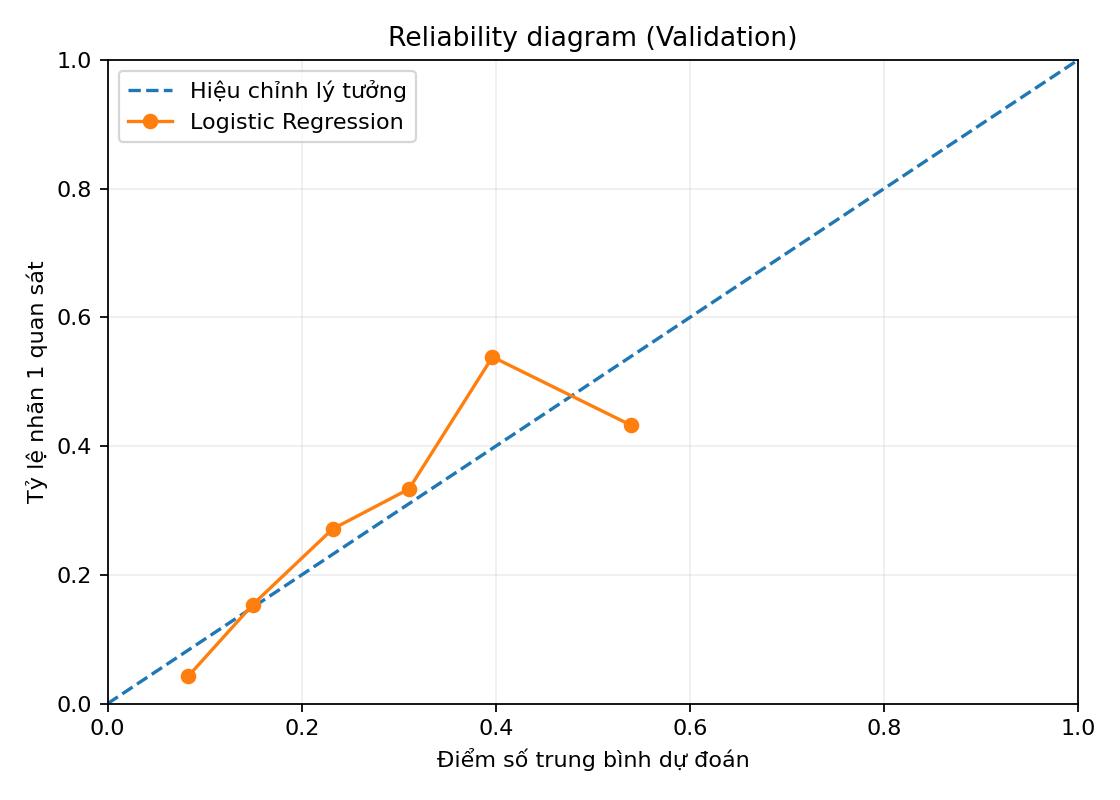 Reliability diagram (Validation)
Hiệu chỉnh lý tưởng
Logistic Regression
Tỷ lệ nhãn 1 quan sát
1.0
0.8
0.6
0.4
0.2
0.0
0.0 0.2 0.4 0.6 0.8 1.0
Điểm số trung bình dự đoán